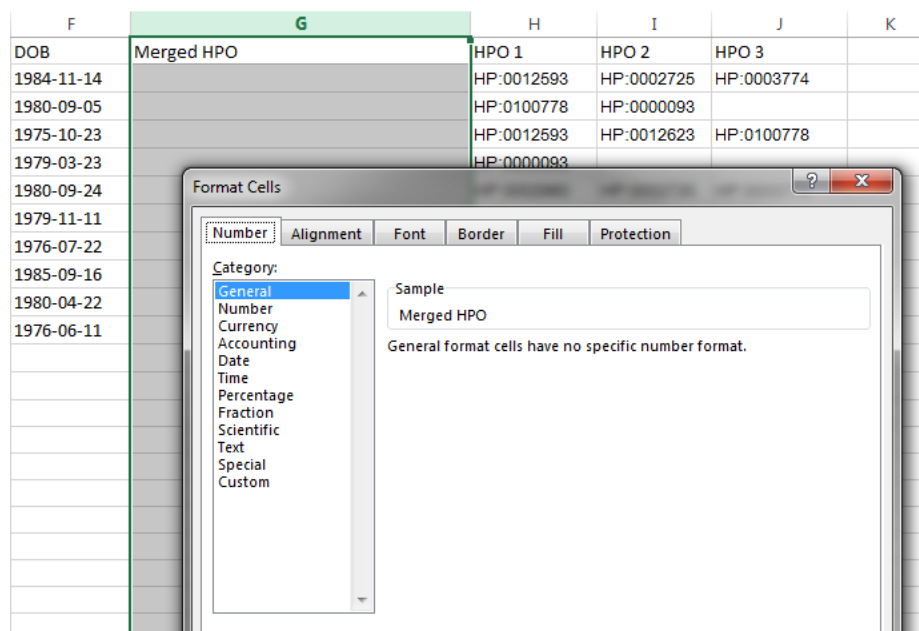 F G H I J K
DOB Merged HPO HPO 1 HPO 2 HPO 3
1984-11-14 HP:0012593 HP:0002725 HP:0003774
1980-09-05 HP:0100778 HP:0000093
1975-10-23 HP:0012593 HP:0012623 HP:0100778
1979-03-23 HP:0000093
1980-09-24
1979-11-11
1976-07-22
1985-09-16
1980-04-22
1976-06-11
Format Cells ? X
Number Alignment Font Border Fill Protection
Category:
General
Number
Currency
Accounting
Date
Time
Percentage
Fraction
Scientific
Text
Special
Custom
Sample
Merged HPO
General format cells have no specific number format.